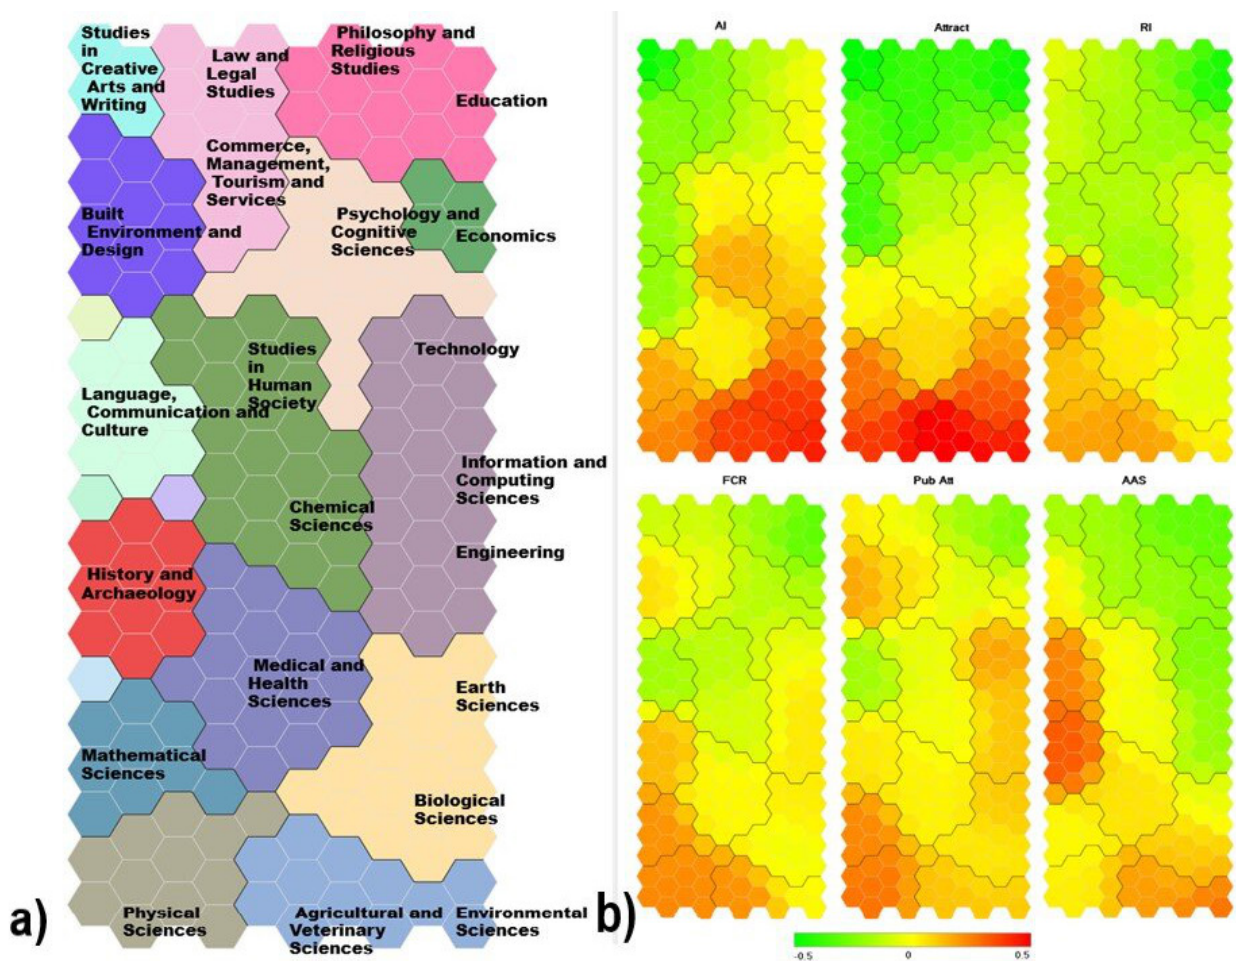 Studies
in
Creative
Arts and
Writing
Law and
Legal
Studies
Philosophy and
Religious
Studies
Education
Commerce,
Management,
Tourism and
Services
Built
Environment and
Design
Psychology and
Cognitive
Sciences
Economics
Studies
in
Human
Society
Technology
Language,
Communication and
Culture
Information and
Computing
Sciences
Chemical
Sciences
Engineering
History and
Archaeology
Medical and
Health
Sciences
Earth
Sciences
Mathematical
Sciences
Biological
Sciences
Physical
Sciences
Agricultural and
Veterinary
Sciences
Environmental
Sciences
a)
AI
Attract
RI
FCR
Pub Att
AAS
b)
-0.5
0
0.5